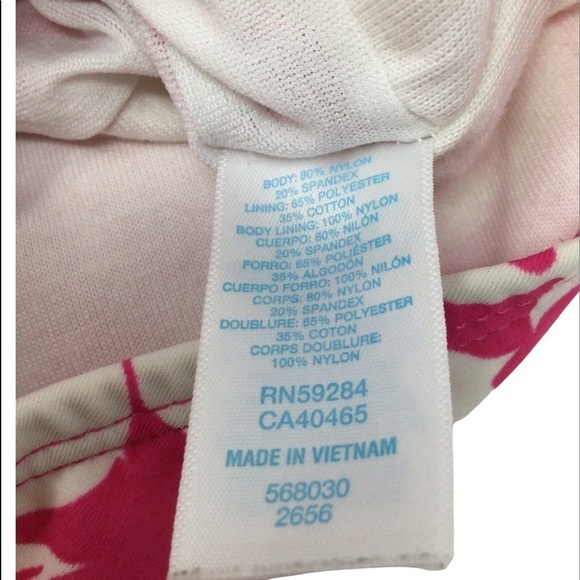 BODY: 80% NYLON
20% SPANDEX
LINING: 65% POLYESTER
35% COTTON
BODY LINING: 100% NYLON
CUERPO: 80% NILÓN
20% SPANDEX
FORRO: 65% POLIÉSTER
35% ALGODÓN
CUERPO FORRO: 100% NILÓN
CORPS: 80% NYLON
20% SPANDEX
DOUBLURE: 65% POLYESTER
35% COTON
CORPS DOUBLURE:
100% NYLON
RN59284
CA40465
MADE IN VIETNAM
568030
2656